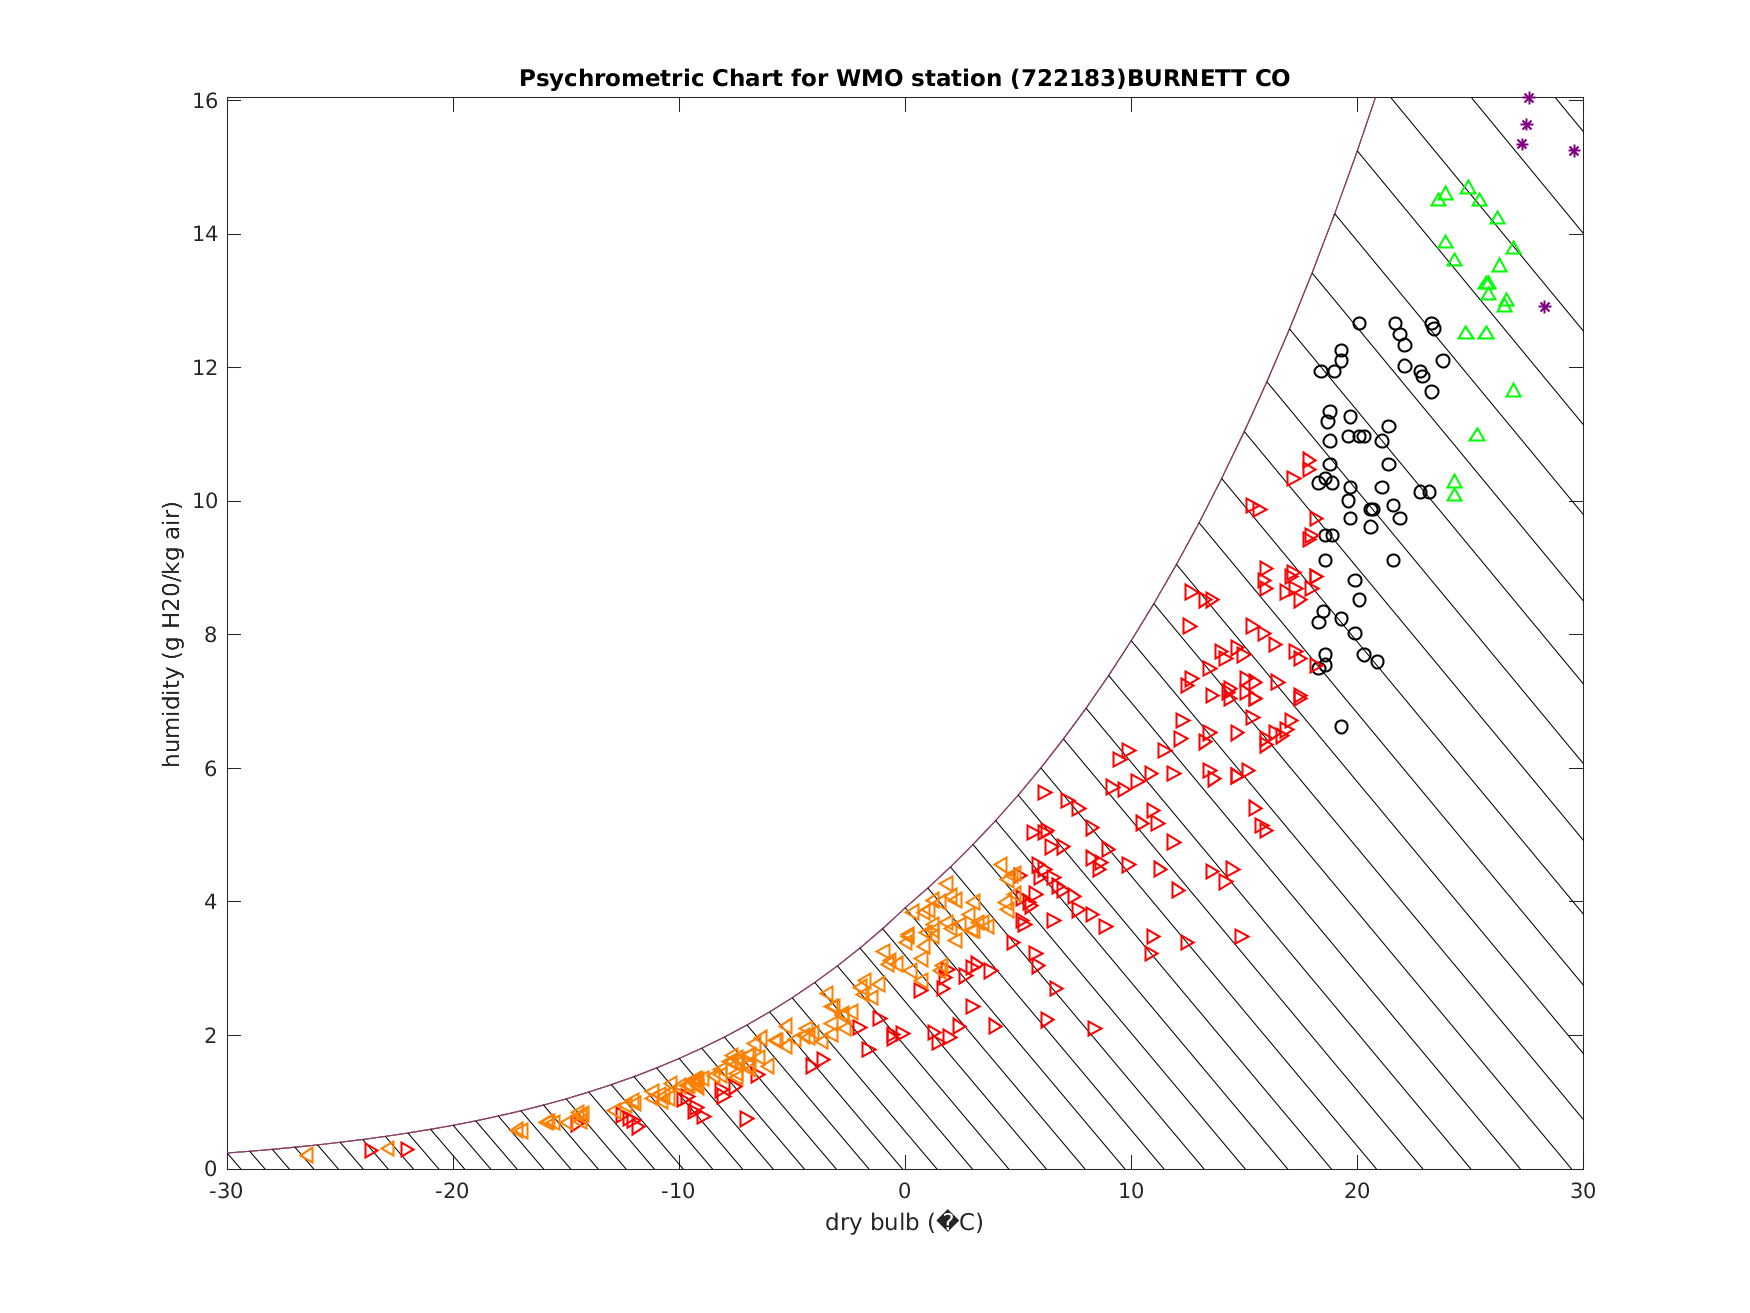 Psychrometric Chart for WMO station (722183)BURNETT CO
16
14
12
10
8
6
4
2
0
humidity (g H20/kg air)
-30 -20 -10 0 10 20 30
dry bulb (�C)